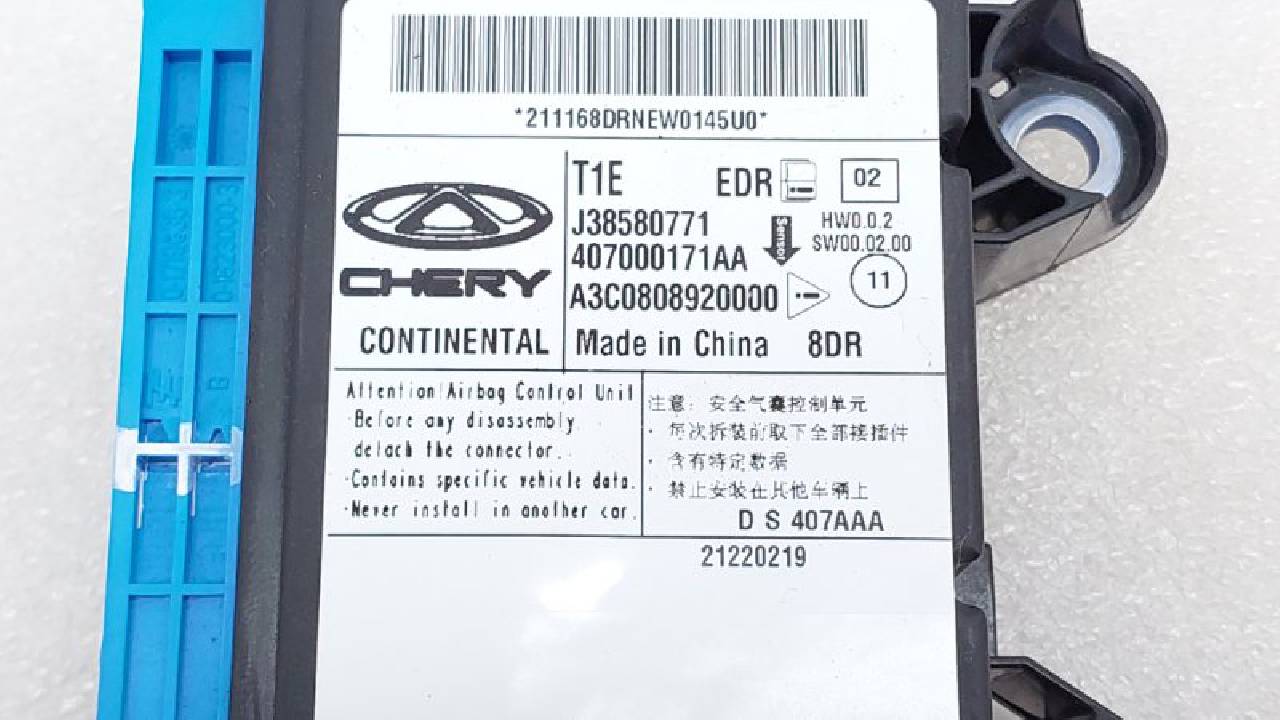 *211168DRNEW0145U0*
T1E EDR 02
J38580771
HW0.0.2
Sensor
SW00.02.00
407000171AA
CHERY
A3C0808920000
11
CONTINENTAL
Made in China 8DR
Attention!Airbag Control Unit
·Before any disassembly
detach the connector.
·Contains specific vehicle data.
·Never install in another car.
注意: 安全气囊控制单元
· 每次拆装前取下全部接插件
· 含有特定数据
· 禁止安装在其他车辆上
D S 407AAA
21220219